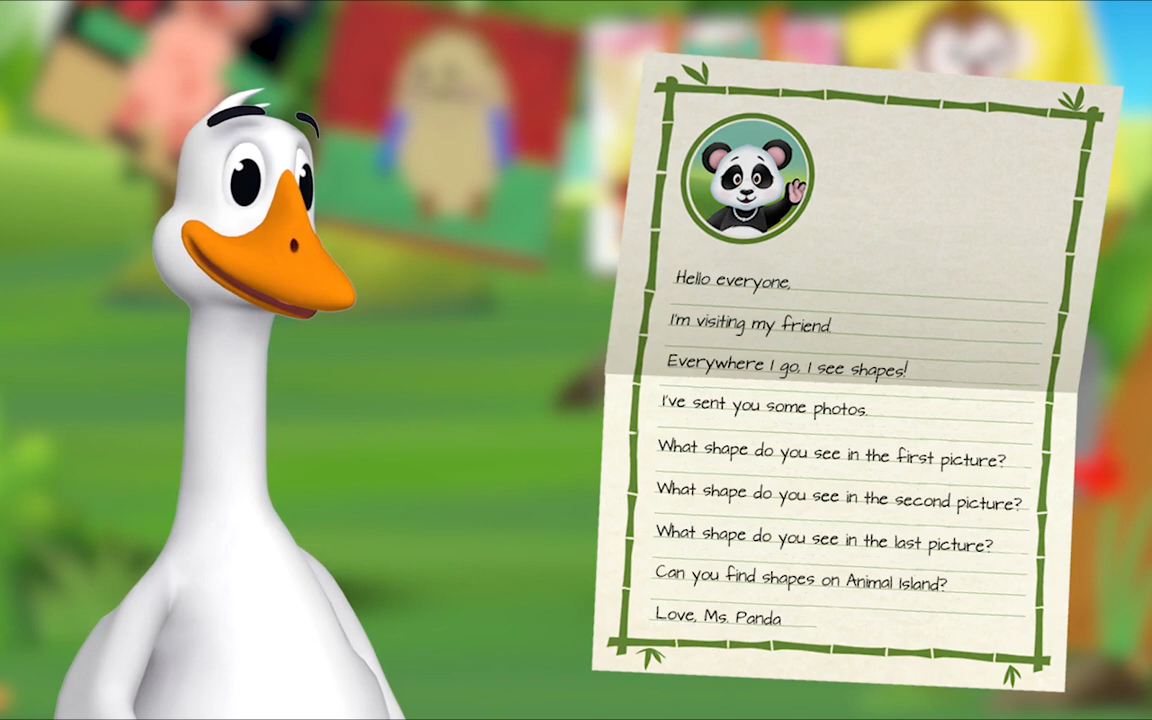 Hello everyone,
I'm visiting my friend.
Everywhere I go, I see shapes!
I've sent you some photos.
What shape do you see in the first picture?
What shape do you see in the second picture?
What shape do you see in the last picture?
Can you find shapes on Animal Island?
Love, Ms. Panda